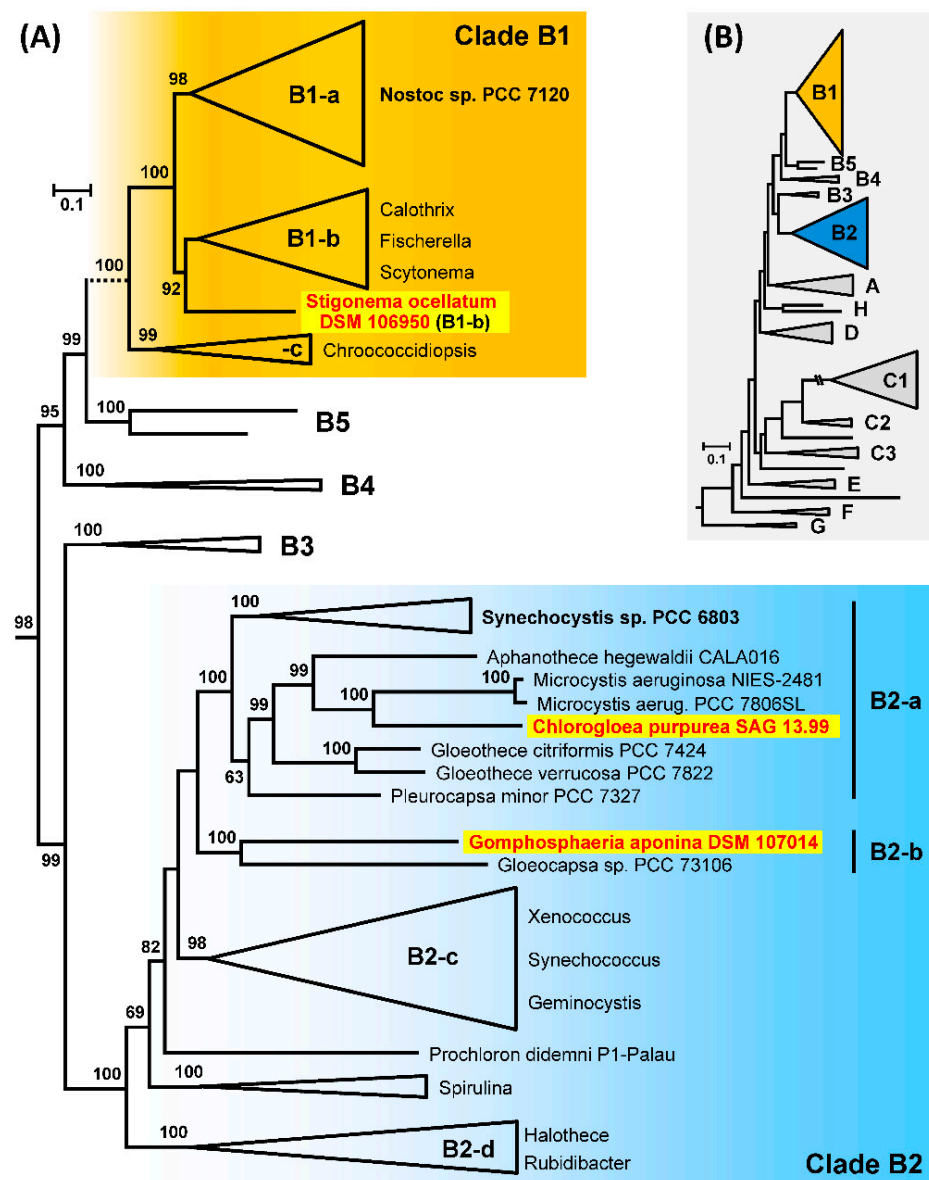 (A)
Clade B1
98
B1-a
Nostoc sp. PCC 7120
100
0.1
B1-b
Calothrix
Fischerella
Scytonema
100
92
Stigonema ocellatum
DSM 106950 (B1-b)
99
-c
Chroococcidiopsis
99
100
B5
95
100
B4
100
B3
(B)
B1
B5
B4
B3
B2
A
H
D
C1
C2
0.1
C3
E
F
G
98
100
Synechocystis sp. PCC 6803
Aphanothece hegewaldii CALA016
99
100
Microcystis aeruginosa NIES-2481
100
Microcystis aerug. PCC 7806SL
99
Chlorogloea purpurea SAG 13.99
B2-a
100
Gloeothece citriformis PCC 7424
63
Gloeothece verrucosa PCC 7822
Pleurocapsa minor PCC 7327
100
Gomphosphaeria aponina DSM 107014
B2-b
99
Gloeocapsa sp. PCC 73106
Xenococcus
82
98
B2-c
Synechococcus
Geminocystis
69
Prochloron didemni P1-Palau
100
100
Spirulina
100
B2-d
Halothece
Rubidibacter
Clade B2